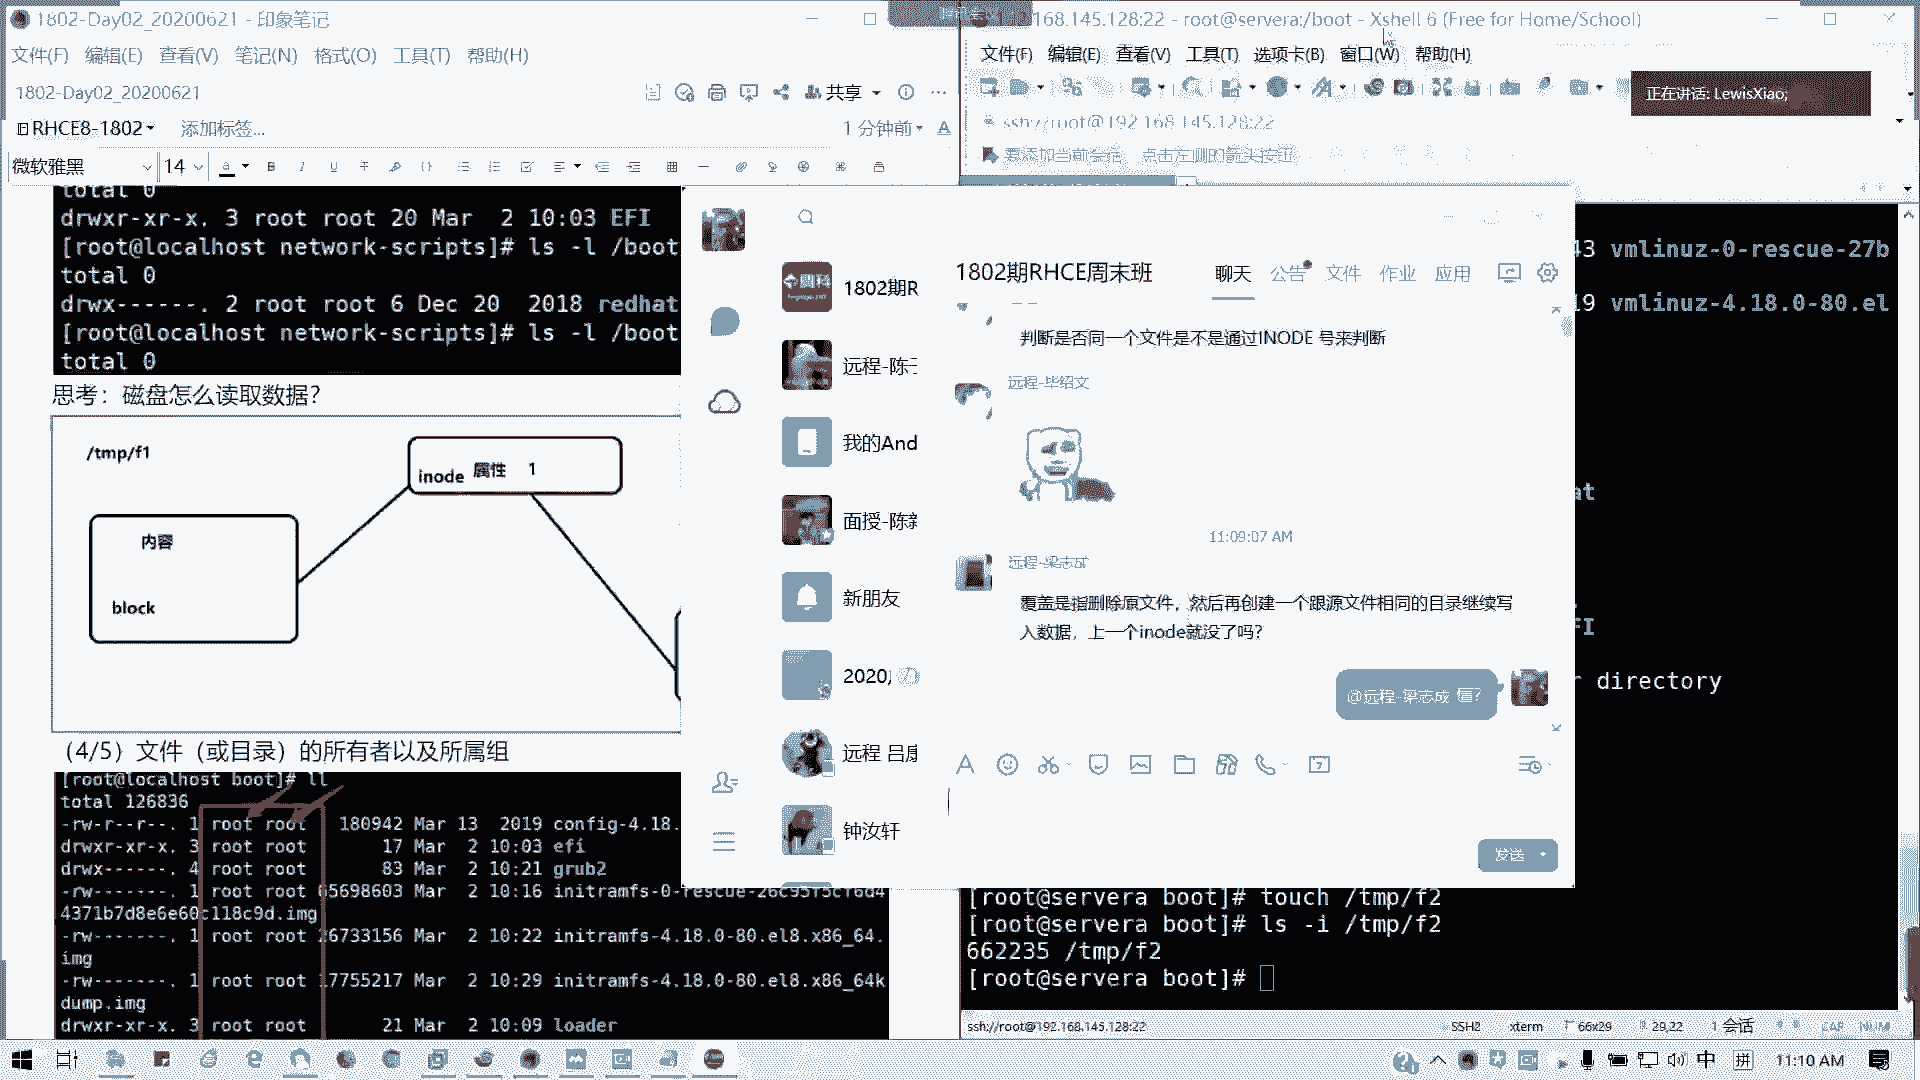 1802-Day02_20200621 - 印象笔记
文件(F) 编辑(E) 查看(V) 笔记(N) 格式(O) 工具(T) 帮助(H)
1802-Day02_20200621
共享
RHCE8-1802
添加标签...
1 分钟前
微软雅黑
14
total 0
drwxr-xr-x. 3 root root 20 Mar  2 10:03 EFI
[root@localhost network-scripts]# ls -l /boot
total 0
drwx------. 2 root root 6 Dec 20  2018 redhat
[root@localhost network-scripts]# ls -l /boot
total 0
思考：磁盘怎么读取数据？
/tmp/f1
inode 属性 1
内容
block
（4/5）文件（或目录）的所有者以及所属组
[root@localhost boot]# ll
total 126836
-rw-r--r--. 1 root root 180942 Mar 13  2019 config-4.18.
drwxr-xr-x. 3 root root 17 Mar  2 10:03 efi
drwx------. 4 root root 83 Mar  2 10:21 grub2
-rw-------. 1 root root 65698603 Mar  2 10:16 initramfs-0-rescue-26c95f5cf6d4
4371b7d8e6e60c118c9d.img
-rw-------. 1 root root 26733156 Mar  2 10:22 initramfs-4.18.0-80.el8.x86_64.
img
-rw-------. 1 root root 17755217 Mar  2 10:29 initramfs-4.18.0-80.el8.x86_64k
dump.img
drwxr-xr-x. 3 root root 21 Mar  2 10:09 loader
.168.145.128:22 - root@servera:/boot - Xshell 6 (Free for Home/School)
文件(F) 编辑(E) 查看(V) 工具(T) 选项卡(B) 窗口(W) 帮助(H)
正在讲话: LewisXiao;
ssh://root@192.168.145.128:22
要添加当前会话，点击左侧的箭头按钮
43 vmlinuz-0-rescue-27b
19 vmlinuz-4.18.0-80.el
at
FI
directory
[root@servera boot]# touch /tmp/f2
[root@servera boot]# ls -i /tmp/f2
662235 /tmp/f2
[root@servera boot]#
ssh://root@192.168.145.128:22
SSH2
xterm
66x29
29,22
1 会话
CAP NUM
1802期R
远程-陈于
我的And
面授-陈新
新朋友
远程 吕康
钟汝轩
1802期RHCE周末班
聊天 公告 文件 作业 应用
判断是否同一个文件是不是通过INODE 号来判断
远程-毕绍文
11:09:07 AM
远程-梁志成
覆盖是指删除原文件，然后再创建一个跟源文件相同的目录继续写
入数据，上一个inode就没了吗？
@远程-梁志成 看？
发送
中
拼
11:10 AM